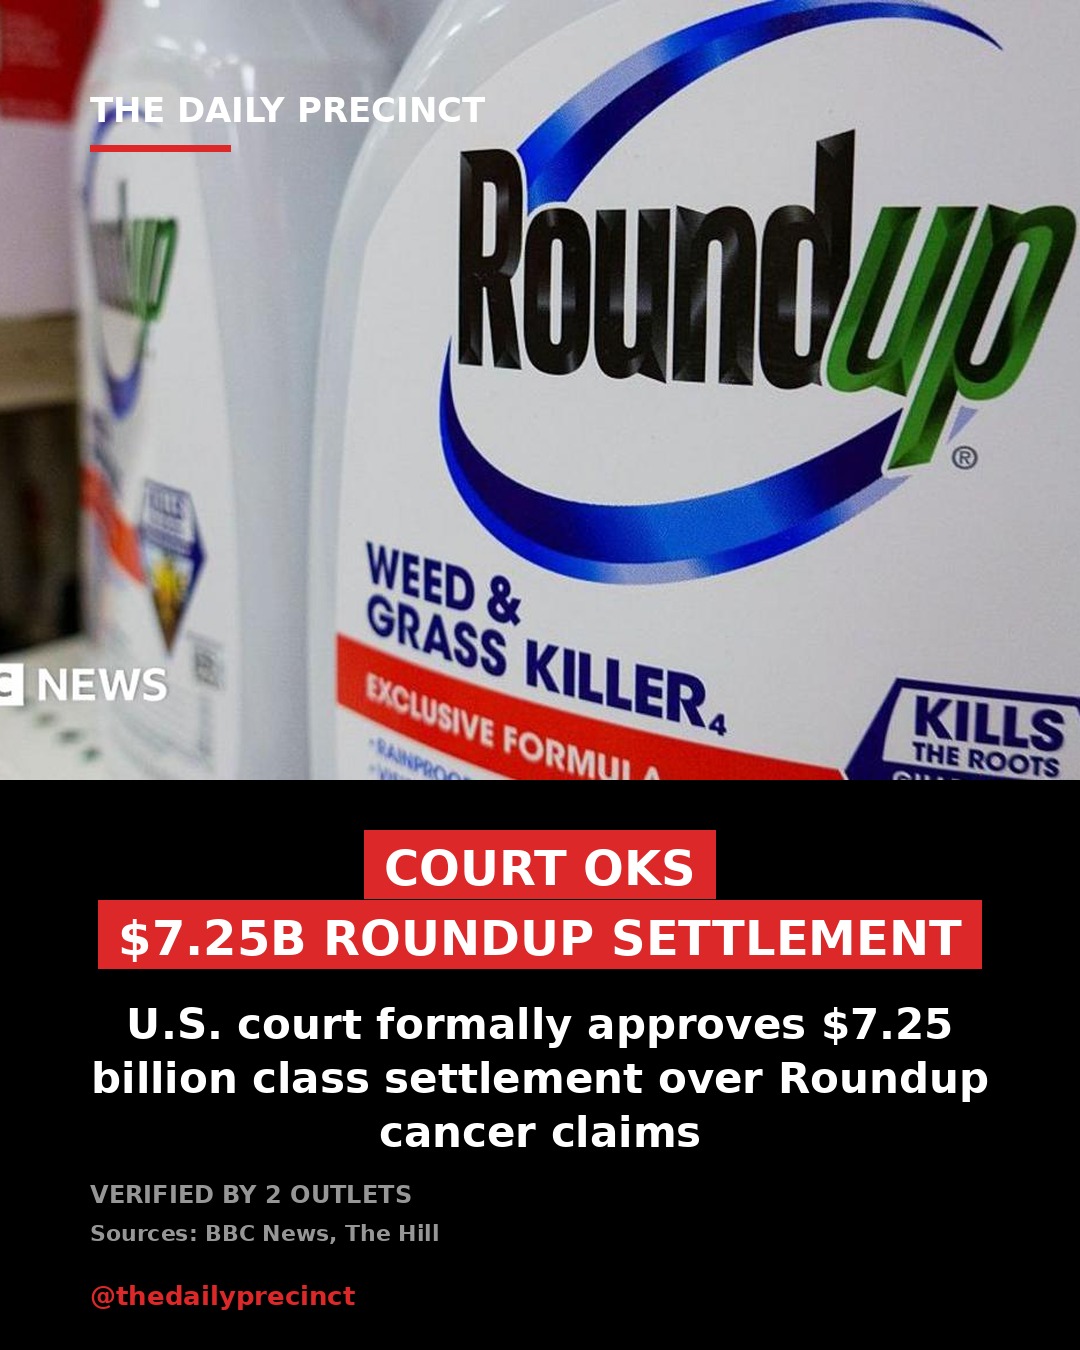 THE DAILY PRECINCT
Roundup
®
WEED &
GRASS KILLER4
EXCLUSIVE FORMULA
KILLS
THE ROOTS
NEWS
COURT OKS
$7.25B ROUNDUP SETTLEMENT
U.S. court formally approves $7.25
billion class settlement over Roundup
cancer claims
VERIFIED BY 2 OUTLETS
Sources: BBC News, The Hill
@thedailyprecinct